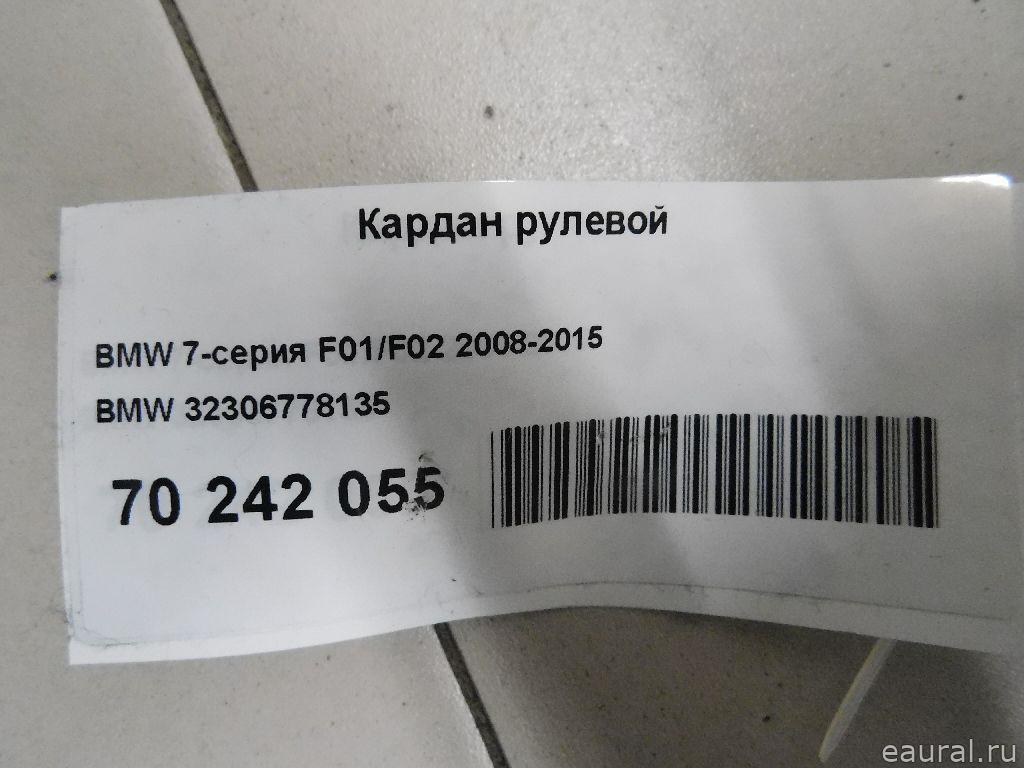 Кардан рулевой
BMW 7-серия F01/F02 2008-2015
BMW 32306778135
70 242 055
eaural.ru